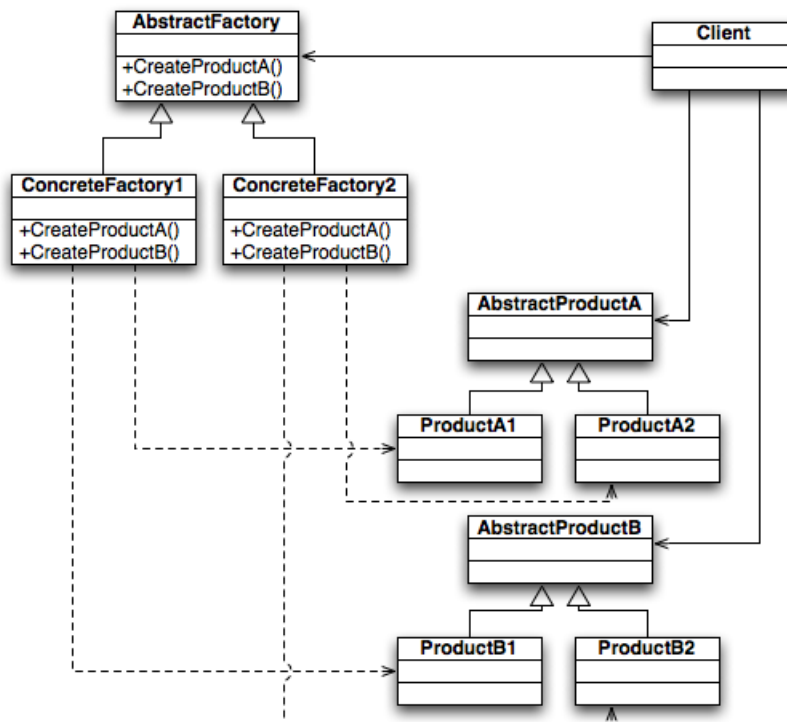 AbstractFactory
+CreateProductA()
+CreateProductB()
Client
ConcreteFactory1
+CreateProductA()
+CreateProductB()
ConcreteFactory2
+CreateProductA()
+CreateProductB()
AbstractProductA
ProductA1
ProductA2
AbstractProductB
ProductB1
ProductB2